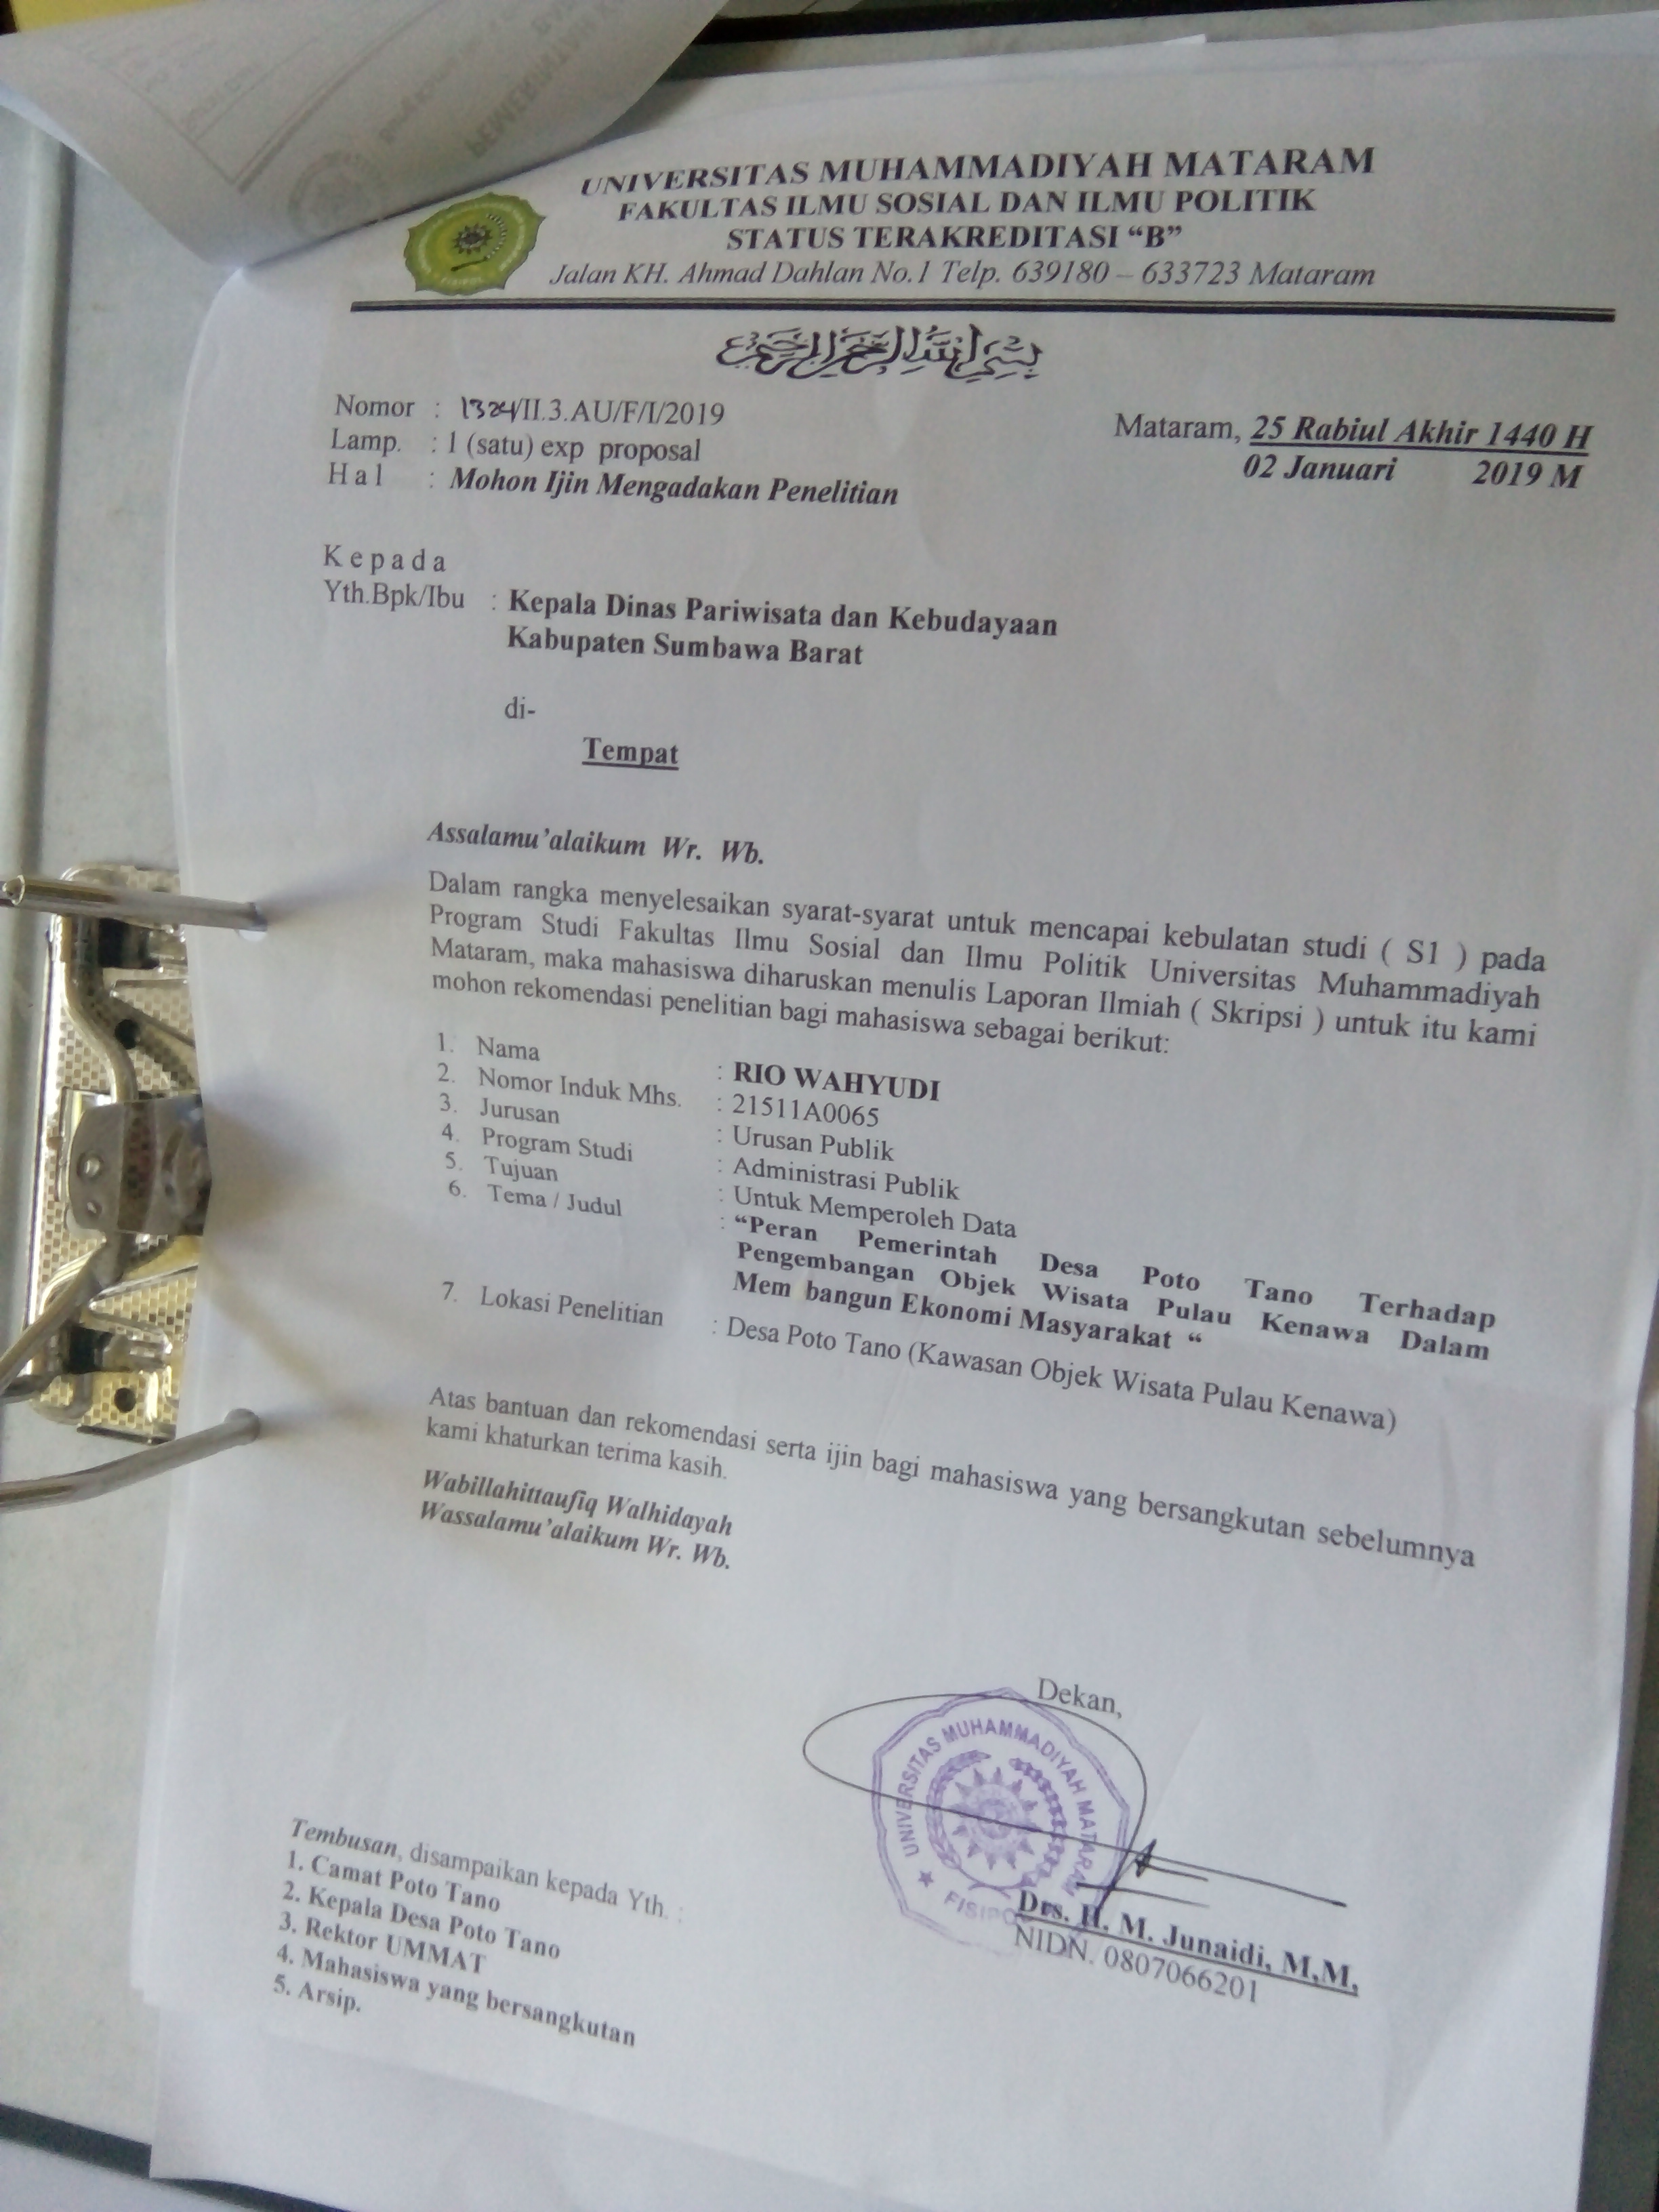 UNIVERSITAS MUHAMMADIYAH MATARAM
FAKULTAS ILMU SOSIAL DAN ILMU POLITIK
STATUS TERAKREDITASI “B”
Jalan KH. Ahmad Dahlan No.1 Telp. 639180 – 633723 Mataram
بسم الله الرحمن الرحيم
Nomor : 1324/II.3.AU/F/I/2019
Mataram, 25 Rabiul Akhir 1440 H
Lamp. : 1 (satu) exp proposal
02 Januari 2019 M
H a l : Mohon Ijin Mengadakan Penelitian
K e p a d a
Yth.Bpk/Ibu : Kepala Dinas Pariwisata dan Kebudayaan
Kabupaten Sumbawa Barat
di-
Tempat
Assalamu’alaikum Wr. Wb.
Dalam rangka menyelesaikan syarat-syarat untuk mencapai kebulatan studi ( S1 ) pada
Program Studi Fakultas Ilmu Sosial dan Ilmu Politik Universitas Muhammadiyah
Mataram, maka mahasiswa diharuskan menulis Laporan Ilmiah ( Skripsi ) untuk itu kami
mohon rekomendasi penelitian bagi mahasiswa sebagai berikut:
1. Nama : RIO WAHYUDI
2. Nomor Induk Mhs. : 21511A0065
3. Jurusan : Urusan Publik
4. Program Studi : Administrasi Publik
5. Tujuan : Untuk Memperoleh Data
6. Tema / Judul : “Peran Pemerintah Desa Poto Tano Terhadap
Pengembangan Objek Wisata Pulau Kenawa Dalam
Mem bangun Ekonomi Masyarakat “
7. Lokasi Penelitian : Desa Poto Tano (Kawasan Objek Wisata Pulau Kenawa)
Atas bantuan dan rekomendasi serta ijin bagi mahasiswa yang bersangkutan sebelumnya
kami khaturkan terima kasih.
Wabillahittaufiq Walhidayah
Wassalamu’alaikum Wr. Wb.
Dekan,
UNIVERSITAS MUHAMMADIYAH MATARAM
Drs. H. M. Junaidi, M.M,
NIDN. 0807066201
Tembusan, disampaikan kepada Yth. :
1. Camat Poto Tano
2. Kepala Desa Poto Tano
3. Rektor UMMAT
4. Mahasiswa yang bersangkutan
5. Arsip.